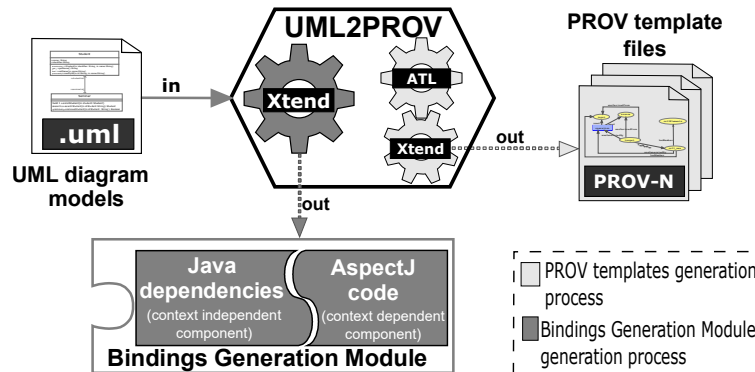 UML2PROV
PROV template
files
Xtend
ATL
Xtend
in
out
out
.uml
UML diagram
models
PROV-N
Java
dependencies
(context independent
component)
AspectJ
code
(context dependent
component)
Bindings Generation Module
PROV templates generation
process
Bindings Generation Module
generation process